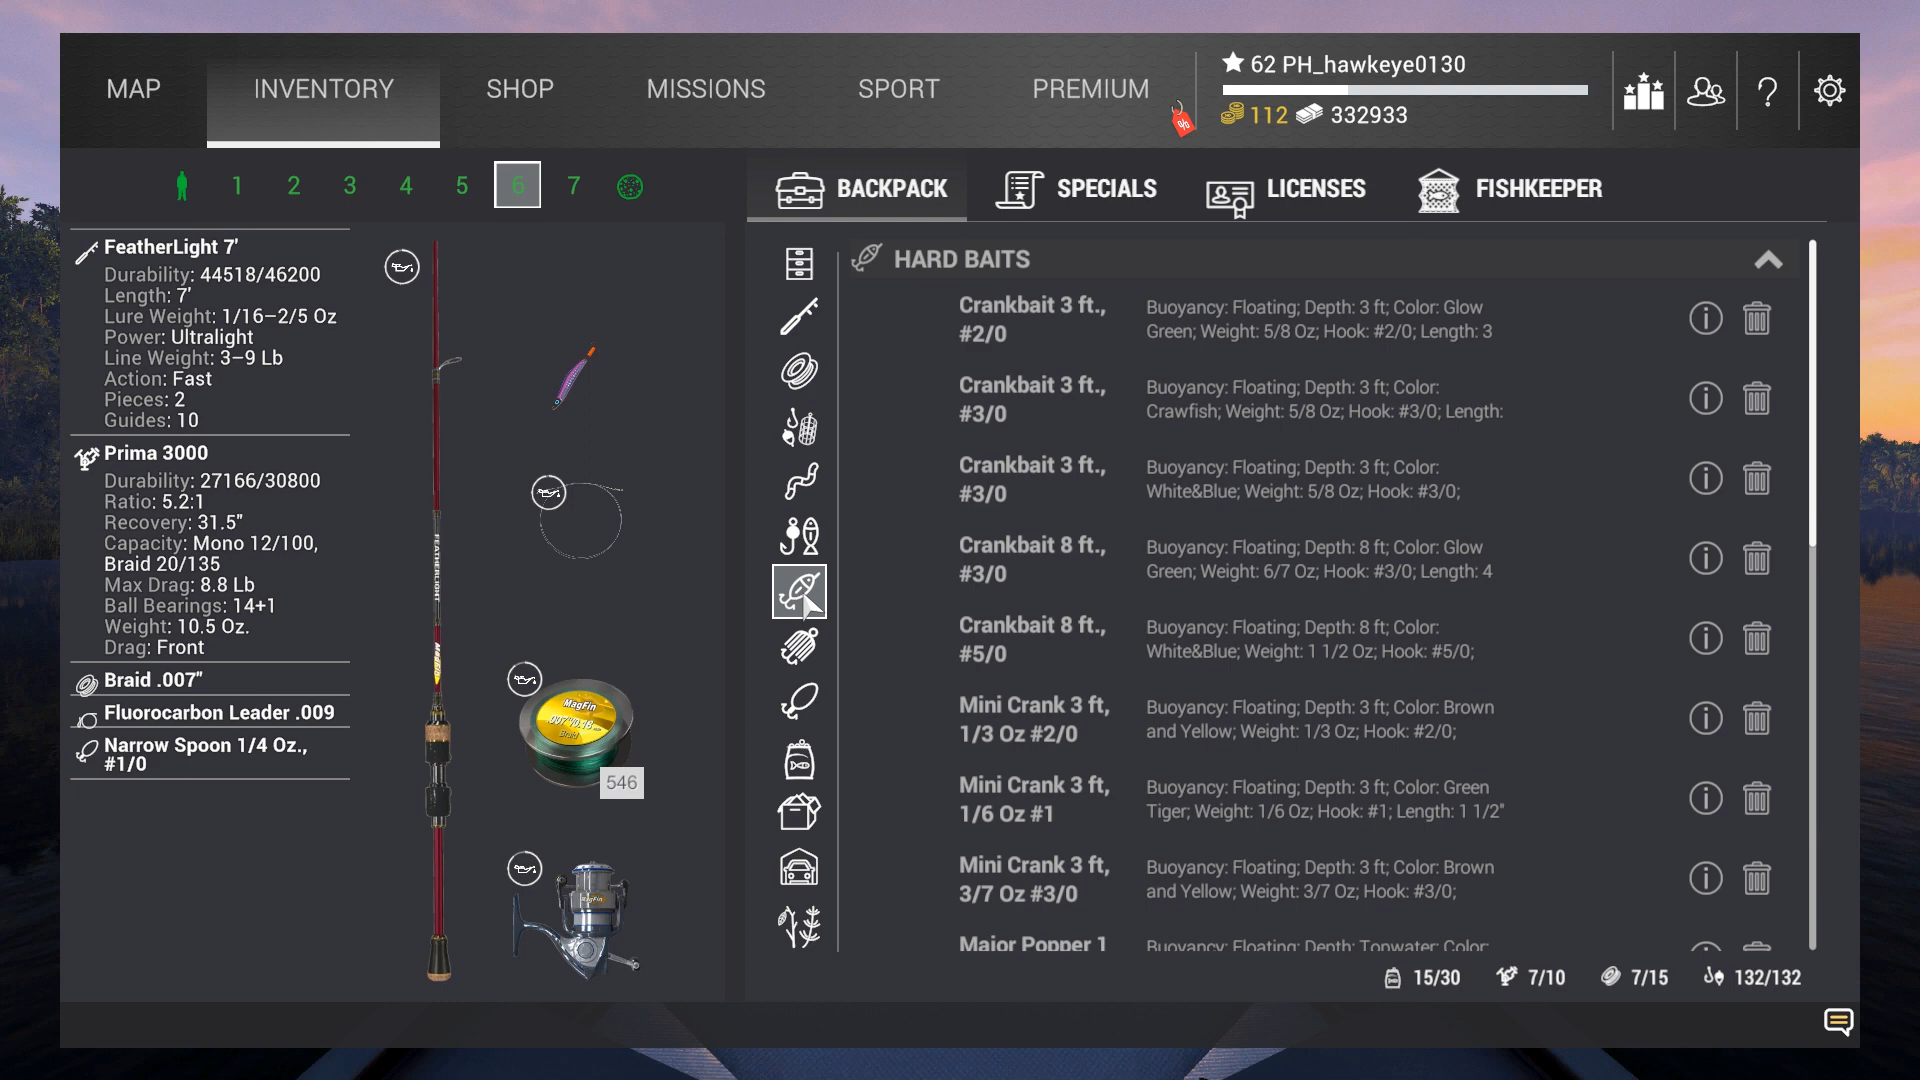 MAP
INVENTORY
SHOP
MISSIONS
SPORT
PREMIUM
%
62 PH_hawkeye0130
112
332933
?
1 2 3 4 5 6 7
FeatherLight 7'
Durability: 44518/46200
Length: 7'
Lure Weight: 1/16–2/5 Oz
Power: Ultralight
Line Weight: 3–9 Lb
Action: Fast
Pieces: 2
Guides: 10
Prima 3000
Durability: 27166/30800
Ratio: 5.2:1
Recovery: 31.5"
Capacity: Mono 12/100,
Braid 20/135
Max Drag: 8.8 Lb
Ball Bearings: 14+1
Weight: 10.5 Oz.
Drag: Front
Braid .007"
Fluorocarbon Leader .009
Narrow Spoon 1/4 Oz.,
#1/0
FEATHERLIGHT
MagFin
Braid
546
MagFin
BACKPACK
SPECIALS
LICENSES
FISHKEEPER
HARD BAITS
Crankbait 3 ft.,
#2/0
Buoyancy: Floating; Depth: 3 ft; Color: Glow
Green; Weight: 5/8 Oz; Hook: #2/0; Length: 3
Crankbait 3 ft.,
#3/0
Buoyancy: Floating; Depth: 3 ft; Color:
Crawfish; Weight: 5/8 Oz; Hook: #3/0; Length:
Crankbait 3 ft.,
#3/0
Buoyancy: Floating; Depth: 3 ft; Color:
White&Blue; Weight: 5/8 Oz; Hook: #3/0;
Crankbait 8 ft.,
#3/0
Buoyancy: Floating; Depth: 8 ft; Color: Glow
Green; Weight: 6/7 Oz; Hook: #3/0; Length: 4
Crankbait 8 ft.,
#5/0
Buoyancy: Floating; Depth: 8 ft; Color:
White&Blue; Weight: 1 1/2 Oz; Hook: #5/0;
Mini Crank 3 ft,
1/3 Oz #2/0
Buoyancy: Floating; Depth: 3 ft; Color: Brown
and Yellow; Weight: 1/3 Oz; Hook: #2/0;
Mini Crank 3 ft,
1/6 Oz #1
Buoyancy: Floating; Depth: 3 ft; Color: Green
Tiger; Weight: 1/6 Oz; Hook: #1; Length: 1 1/2"
Mini Crank 3 ft,
3/7 Oz #3/0
Buoyancy: Floating; Depth: 3 ft; Color: Brown
and Yellow; Weight: 3/7 Oz; Hook: #3/0;
Major Popper 1
Buoyancy: Floating; Depth: Topwater; Color:
15/30
7/10
7/15
132/132